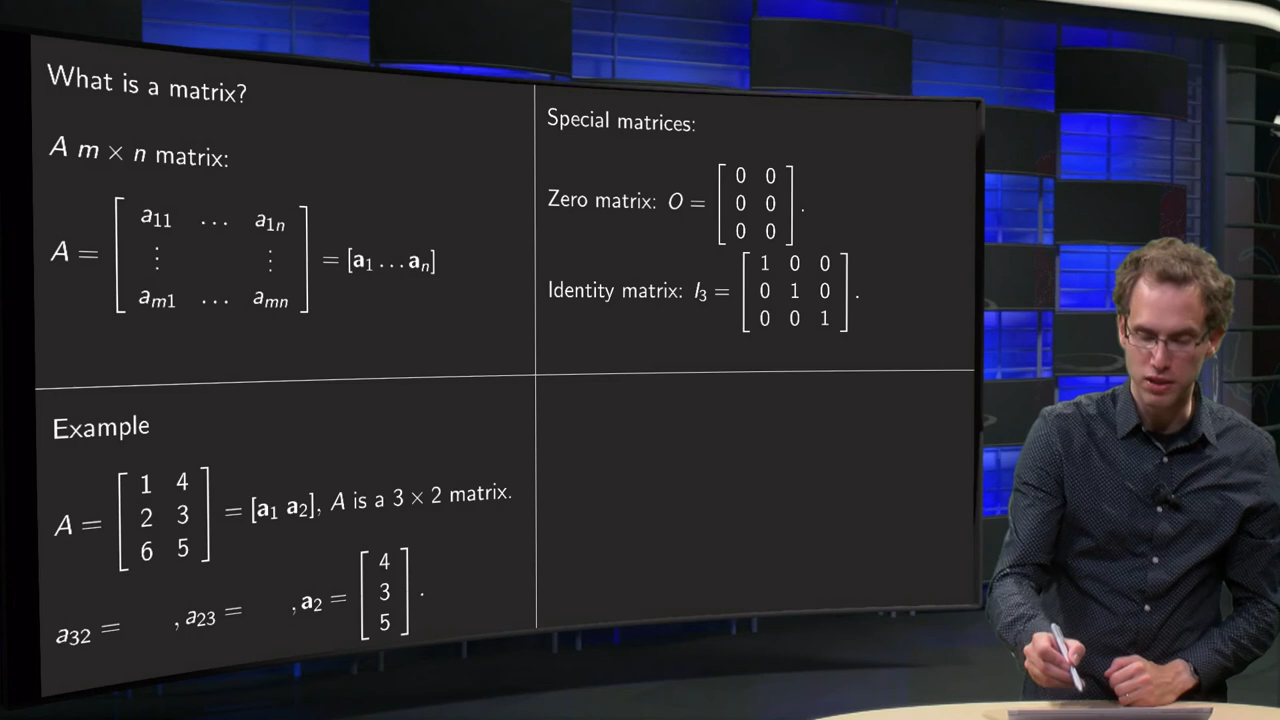 What is a matrix?
A m × n matrix:
A = [ a11 … a1n
⋮ ⋮
am1 … amn ] = [a1 … an]
Example
A = [ 1 4
2 3
6 5 ] = [a1 a2], A is a 3 × 2 matrix.
a32 = , a23 = , a2 = [ 4
3
5 ] .
Special matrices:
Zero matrix: O = [ 0 0
0 0
0 0 ] .
Identity matrix: I3 = [ 1 0 0
0 1 0
0 0 1 ] .